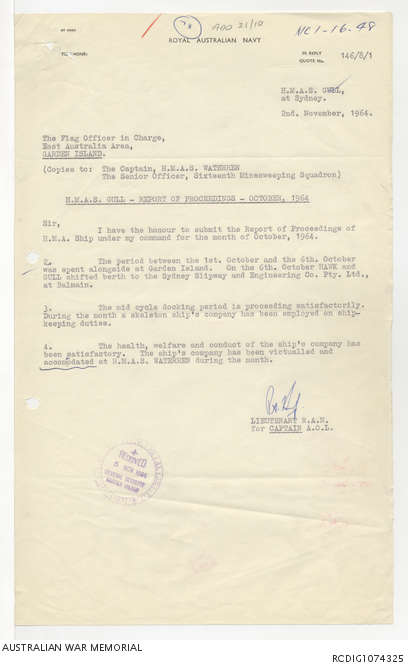 MC1-16.48
ROYAL AUSTRALIAN NAVY
IN REPLY
QUOTE No. 146/8/1
H.M.A.S. GULL,
at Sydney.
2nd. November, 1964.
The Flag Officer in Charge,
East Australia Area,
GARDEN ISLAND.
(Copies to: The Captain, H.M.A.S. WATERREN
The Senior Officer, Sixteenth Minesweeping Squadron)
H.M.A.S. GULL - REPORT OF PROCEEDINGS - OCTOBER, 1964
Sir,
I have the honour to submit the Report of Proceedings of
H.M.A. Ship under my command for the month of October, 1964.
2. The period between the 1st. October and the 6th. October
was spent alongside at Garden Island. On the 6th. October HAWK and
GULL shifted berth to the Sydney Slipway and Engineering Co. Pty. Ltd.,
at Balmain.
3. The mid cycle docking period is proceeding satisfactorily.
During the month a skeleton ship's company has been employed on ship-
keeping duties.
4. The health, welfare and conduct of the ship's company has
been satisfactory. The ship's company has been victualled and
accomodated at H.M.A.S. WATERREN during the month.
LIEUTENANT R.A.N.
for CAPTAIN A.O.L.
RECEIVED
5 NOV 1964
AUSTRALIAN WAR MEMORIAL
RCDIG1074325